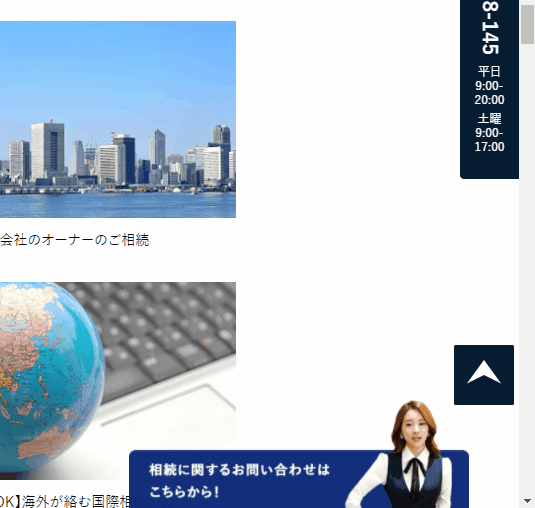 8-145
平日
9:00-
20:00
土曜
9:00-
17:00
会社のオーナーのご相続
相続に関するお問い合わせは
こちらから!
OK】海外が絡む国際相